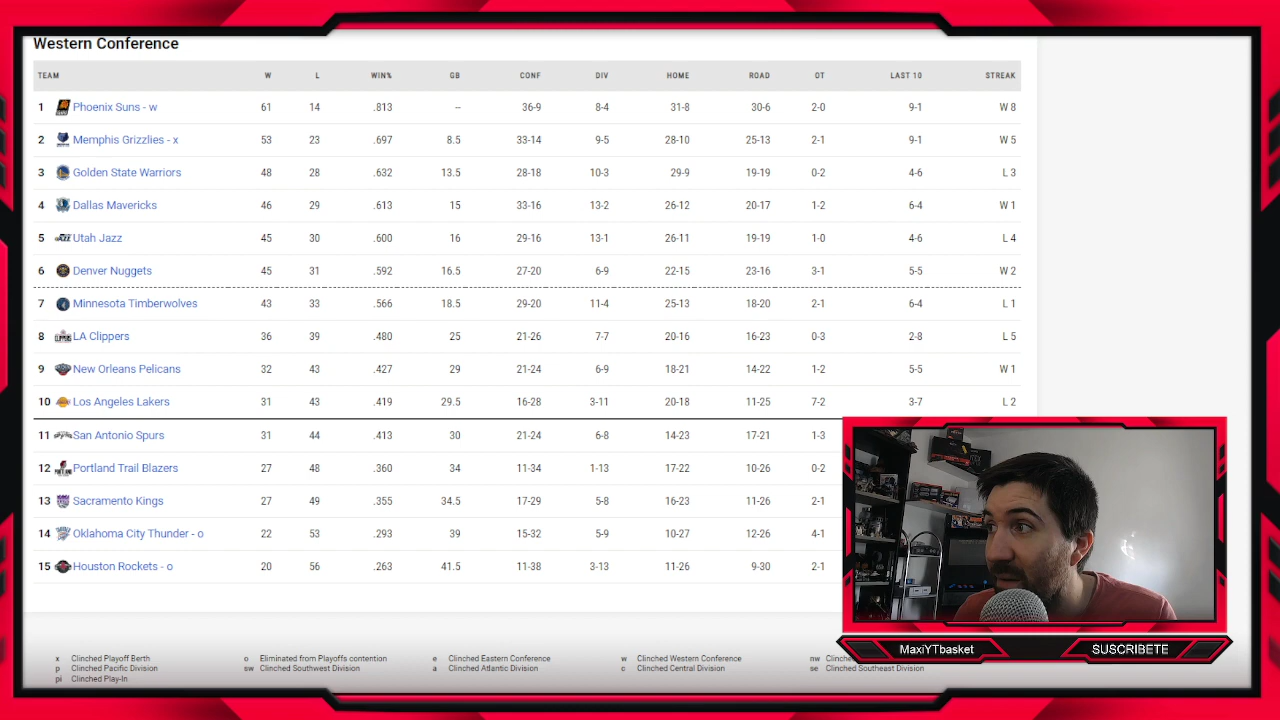 Western Conference
TEAM W L WIN% GB CONF DIV HOME ROAD OT LAST 10 STREAK
1 Phoenix Suns - w 61 14 .813 -- 36-9 8-4 31-8 30-6 2-0 9-1 W 8
2 Memphis Grizzlies - x 53 23 .697 8.5 33-14 9-5 28-10 25-13 2-1 9-1 W 5
3 Golden State Warriors 48 28 .632 13.5 28-18 10-3 29-9 19-19 0-2 4-6 L 3
4 Dallas Mavericks 46 29 .613 15 33-16 13-2 26-12 20-17 1-2 6-4 W 1
5 Utah Jazz 45 30 .600 16 29-16 13-1 26-11 19-19 1-0 4-6 L 4
6 Denver Nuggets 45 31 .592 16.5 27-20 6-9 22-15 23-16 3-1 5-5 W 2
7 Minnesota Timberwolves 43 33 .566 18.5 29-20 11-4 25-13 18-20 2-1 6-4 L 1
8 LA Clippers 36 39 .480 25 21-26 7-7 20-16 16-23 0-3 2-8 L 5
9 New Orleans Pelicans 32 43 .427 29 21-24 6-9 18-21 14-22 1-2 5-5 W 1
10 Los Angeles Lakers 31 43 .419 29.5 16-28 3-11 20-18 11-25 7-2 3-7 L 2
11 San Antonio Spurs 31 44 .413 30 21-24 6-8 14-23 17-21 1-3
12 Portland Trail Blazers 27 48 .360 34 11-34 1-13 17-22 10-26 0-2
13 Sacramento Kings 27 49 .355 34.5 17-29 5-8 16-23 11-26 2-1
14 Oklahoma City Thunder - o 22 53 .293 39 15-32 5-9 10-27 12-26 4-1
15 Houston Rockets - o 20 56 .263 41.5 11-38 3-13 11-26 9-30 2-1
MaxiYTbasket SUSCRIBETE
x Clinched Playoff Berth o Eliminated from Playoffs contention e Clinched Eastern Conference w Clinched Western Conference nw
p Clinched Pacific Division sw Clinched Southwest Division a Clinched Atlantic Division c Clinched Central Division se Clinched Southeast Division
pi Clinched Play-In